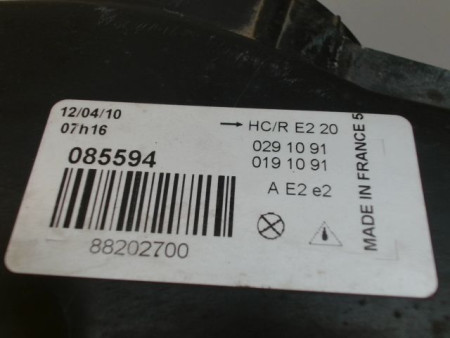 12/04/10
07h16
085594
88202700
→ HC/R E2 20
029 10 91
019 10 91
A E2 e2
MADE IN FRANCE 5